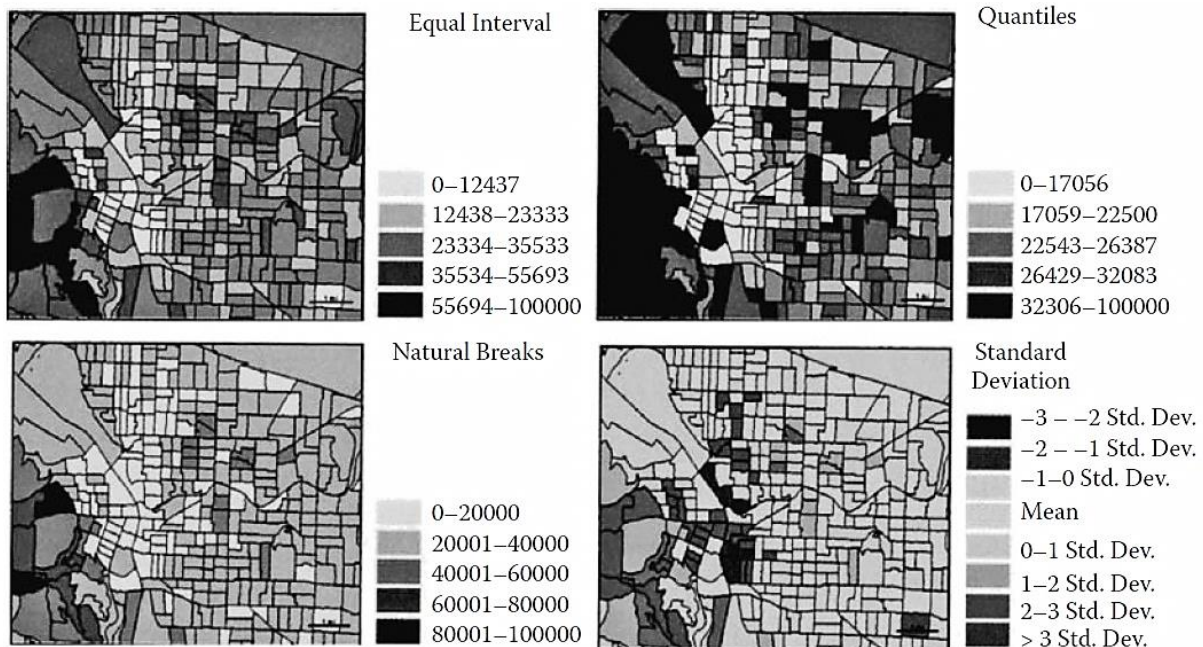 Equal Interval
0–12437
12438–23333
23334–35533
35534–55693
55694–100000
Quantiles
0–17056
17059–22500
22543–26387
26429–32083
32306–100000
Natural Breaks
0–20000
20001–40000
40001–60000
60001–80000
80001–100000
Standard
Deviation
–3 – –2 Std. Dev.
–2 – –1 Std. Dev.
–1–0 Std. Dev.
Mean
0–1 Std. Dev.
1–2 Std. Dev.
2–3 Std. Dev.
> 3 Std. Dev.